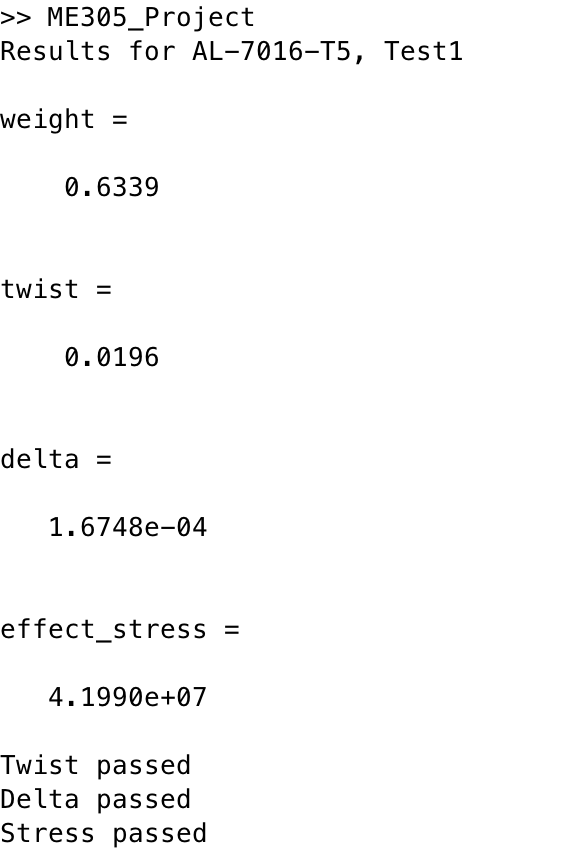 >> ME305_Project
Results for AL-7016-T5, Test1
weight =
0.6339
twist =
0.0196
delta =
1.6748e-04
effect_stress =
4.1990e+07
Twist passed
Delta passed
Stress passed